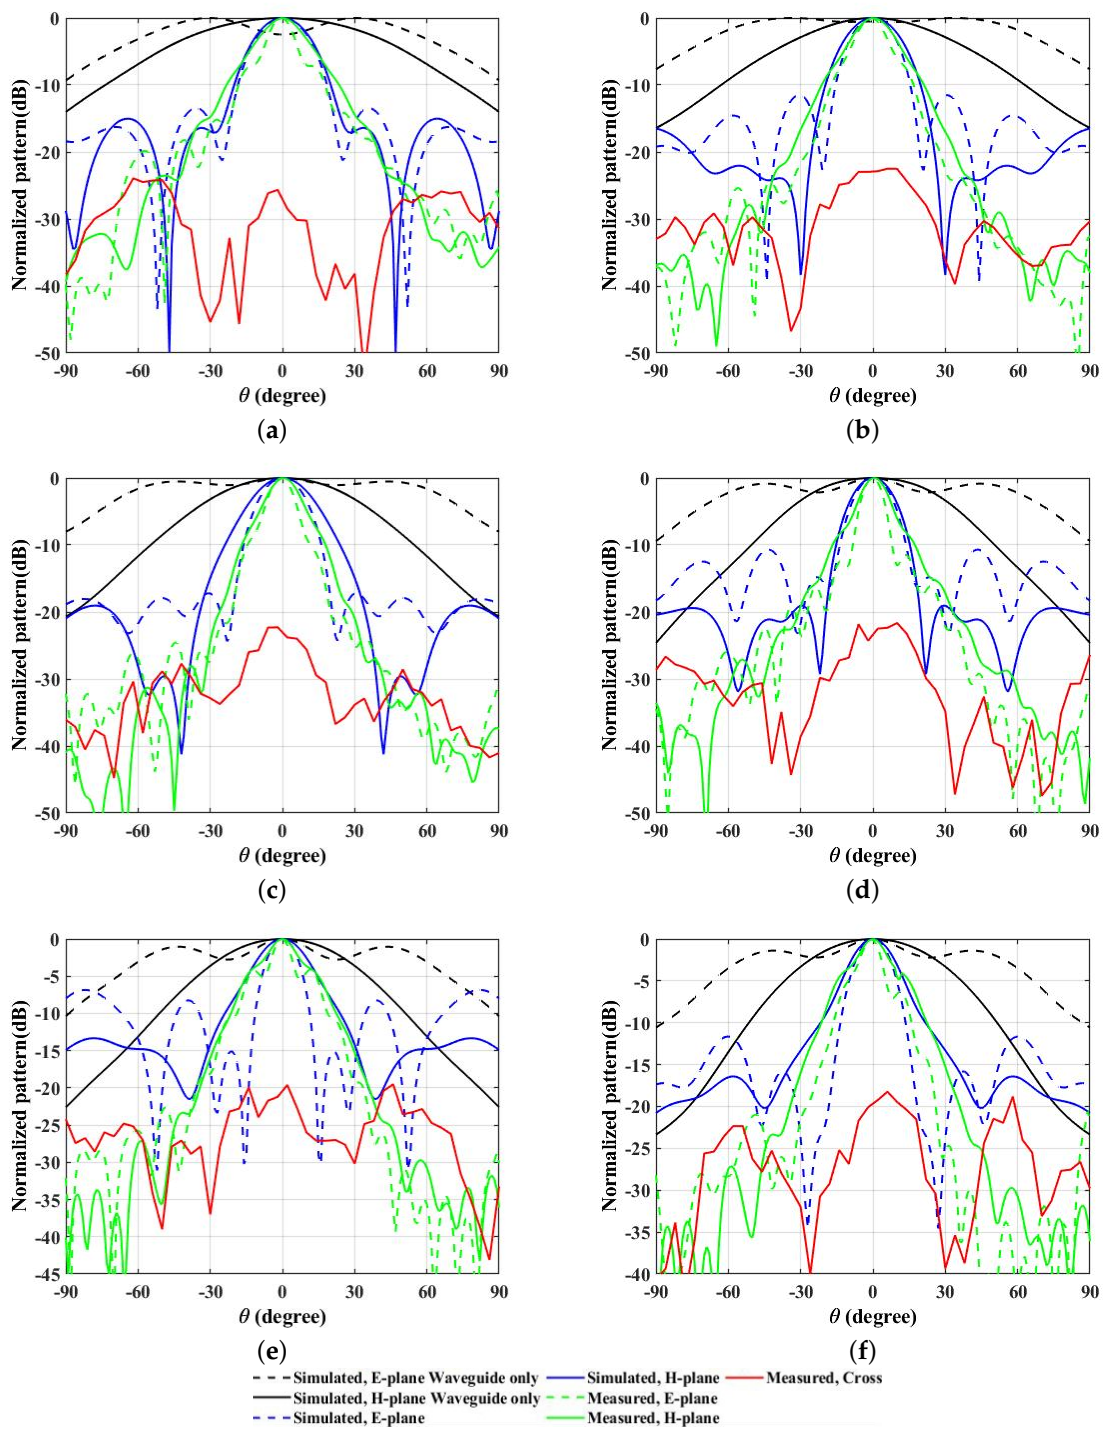 0
-10
-20
-30
-40
-50
-90 -60 -30 0 30 60 90
Normalized pattern(dB)
θ (degree)
(a)
0
-10
-20
-30
-40
-50
-90 -60 -30 0 30 60 90
Normalized pattern(dB)
θ (degree)
(b)
0
-10
-20
-30
-40
-50
-90 -60 -30 0 30 60 90
Normalized pattern(dB)
θ (degree)
(c)
0
-10
-20
-30
-40
-50
-90 -60 -30 0 30 60 90
Normalized pattern(dB)
θ (degree)
(d)
0
-5
-10
-15
-20
-25
-30
-35
-40
-45
-90 -60 -30 0 30 60 90
Normalized pattern(dB)
θ (degree)
(e)
0
-5
-10
-15
-20
-25
-30
-35
-40
-90 -60 -30 0 30 60 90
Normalized pattern(dB)
θ (degree)
(f)
Simulated, E-plane Waveguide only Simulated, H-plane Measured, Cross
Simulated, H-plane Waveguide only Measured, E-plane
Simulated, E-plane Measured, H-plane